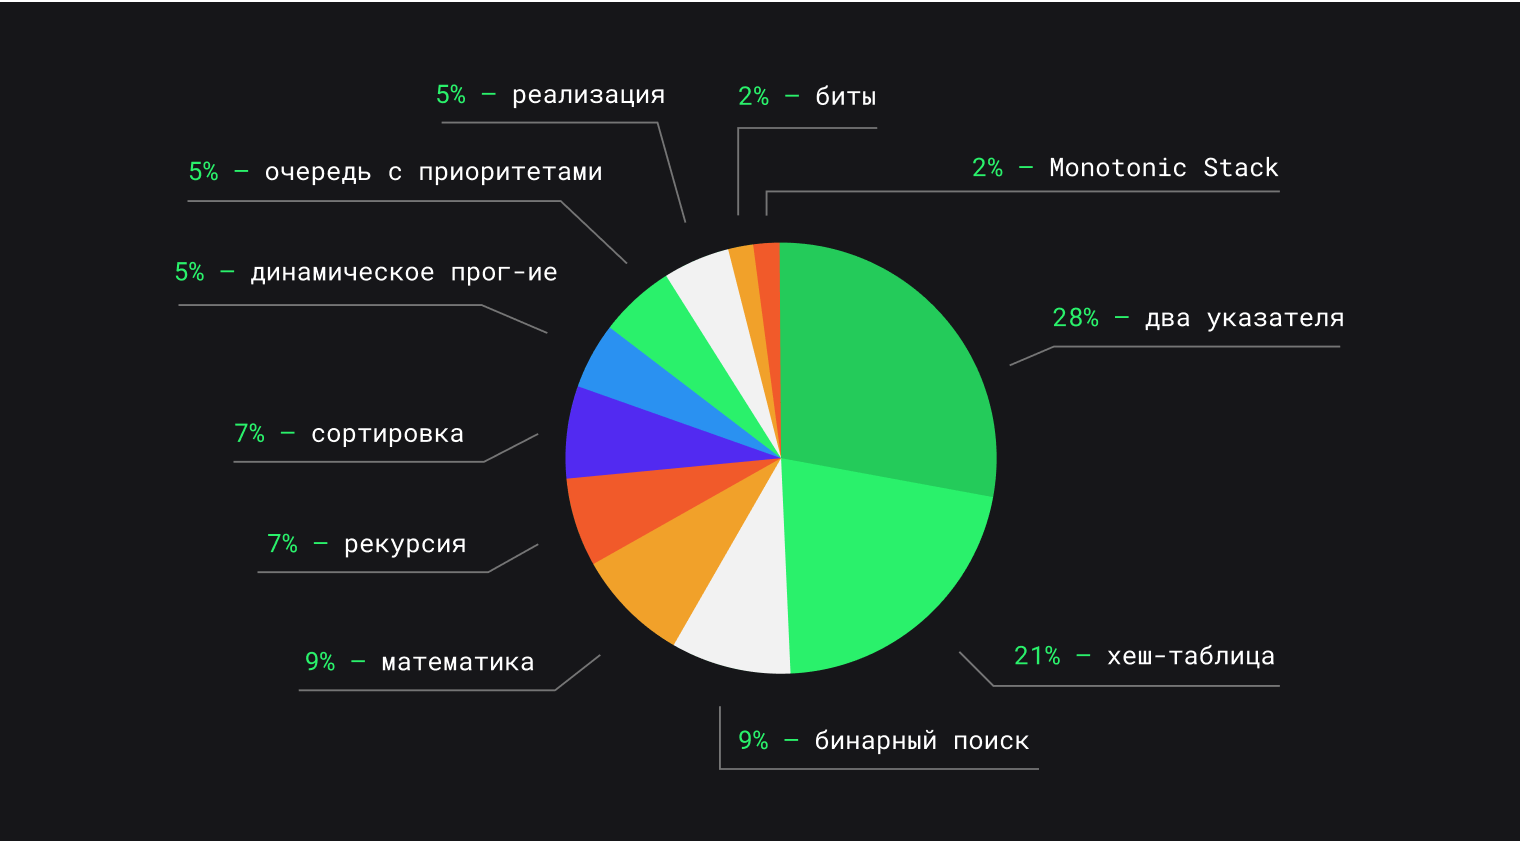 5% — реализация
2% — биты
5% — очередь с приоритетами
2% — Monotonic Stack
5% — динамическое прог-ие
28% — два указателя
7% — сортировка
7% — рекурсия
9% — математика
21% — хеш-таблица
9% — бинарный поиск